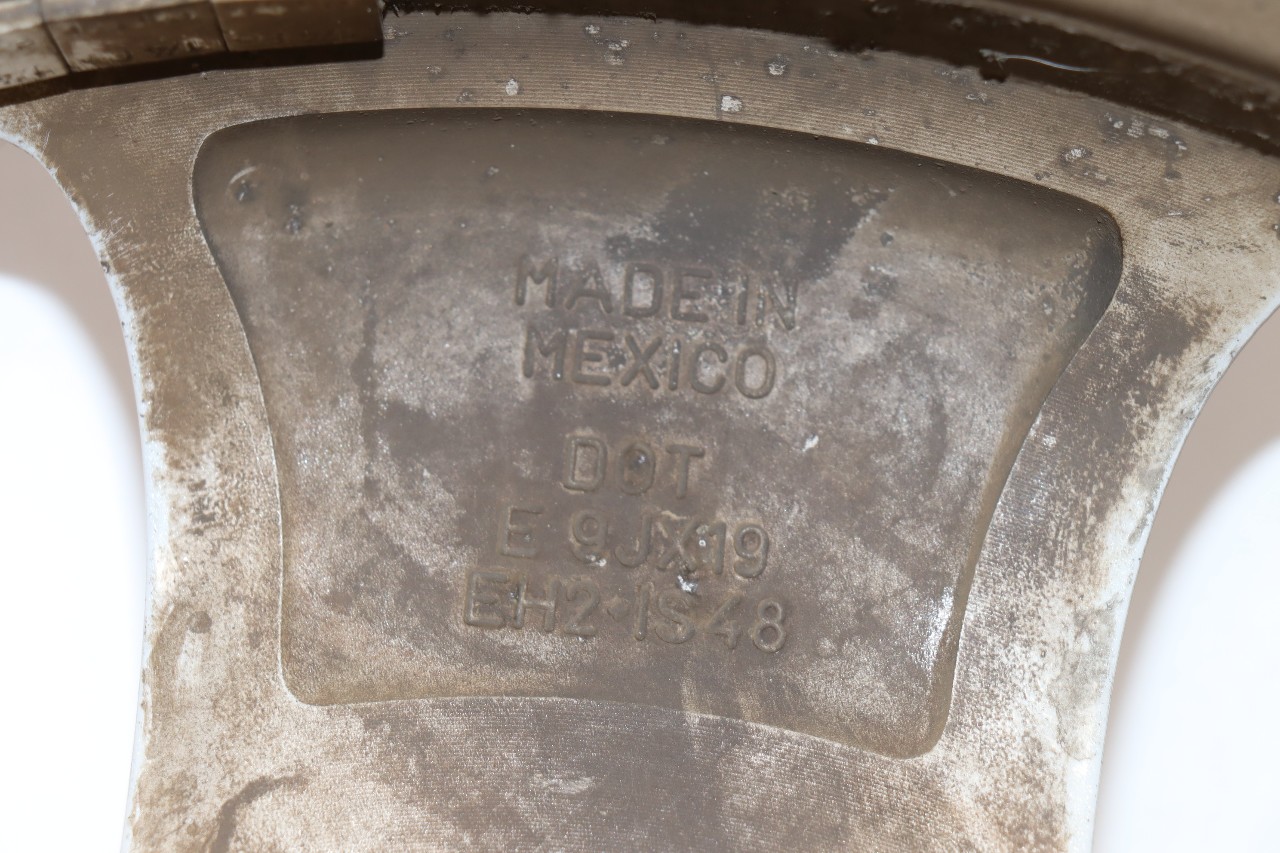 MADE IN
MEXICO
DOT
E 9JX19
EH2·IS48